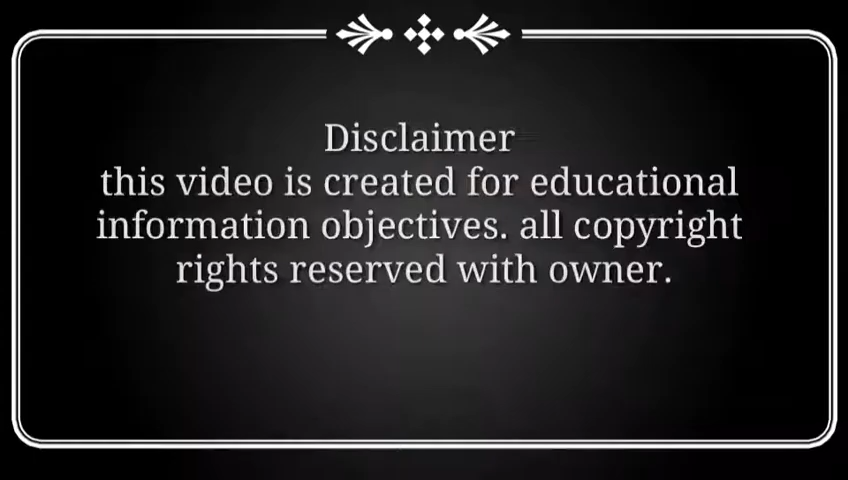 Disclaimer
this video is created for educational
information objectives. all copyright
rights reserved with owner.